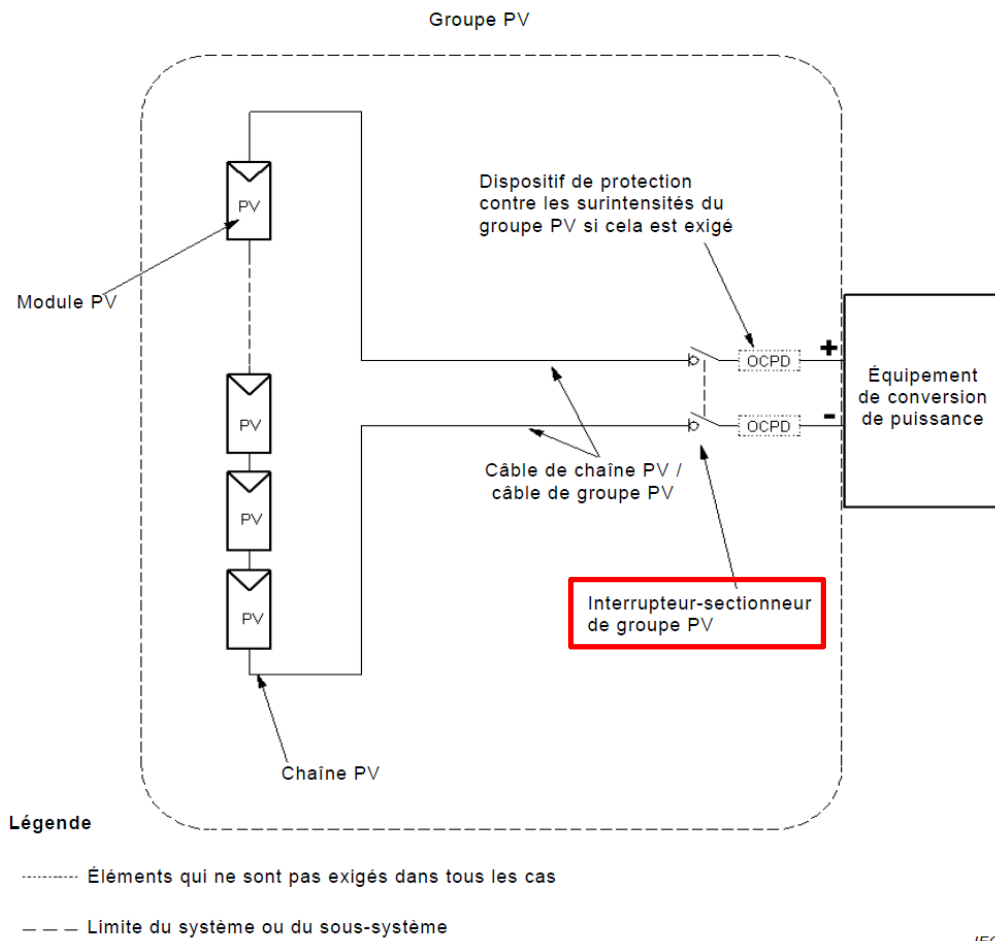 Groupe PV
PV
Dispositif de protection
contre les surintensités du
groupe PV si cela est exigé
Module PV
OCPD
+
Équipement
de conversion
de puissance
PV
OCPD
-
Câble de chaîne PV /
câble de groupe PV
PV
Interrupteur-sectionneur
de groupe PV
PV
Chaîne PV
Légende
Éléments qui ne sont pas exigés dans tous les cas
Limite du système ou du sous-système